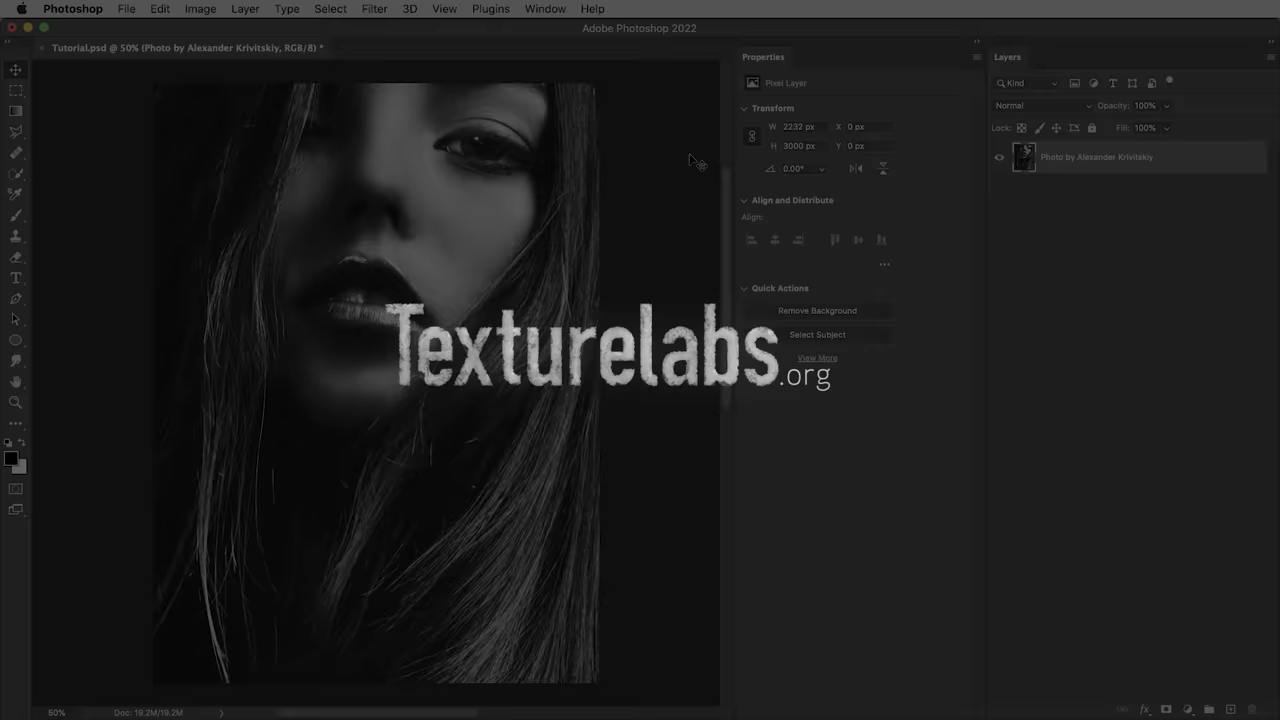 Photoshop File Edit Image Layer Type Select Filter 3D View Plugins Window Help
Adobe Photoshop 2022
Tutorial.psd @ 50% (Photo by Alexander Krivitskiy, RGB/8) *
Properties
Pixel Layer
Transform
W 2232 px X 0 px
H 3000 px Y 0 px
0.00°
Align and Distribute
Align:
Quick Actions
Remove Background
Select Subject
View More
Layers
Kind
Normal Opacity: 100%
Lock: Fill: 100%
Photo by Alexander Krivitskiy
Texturelabs.org
50% Doc: 19.2M/19.2M
fx